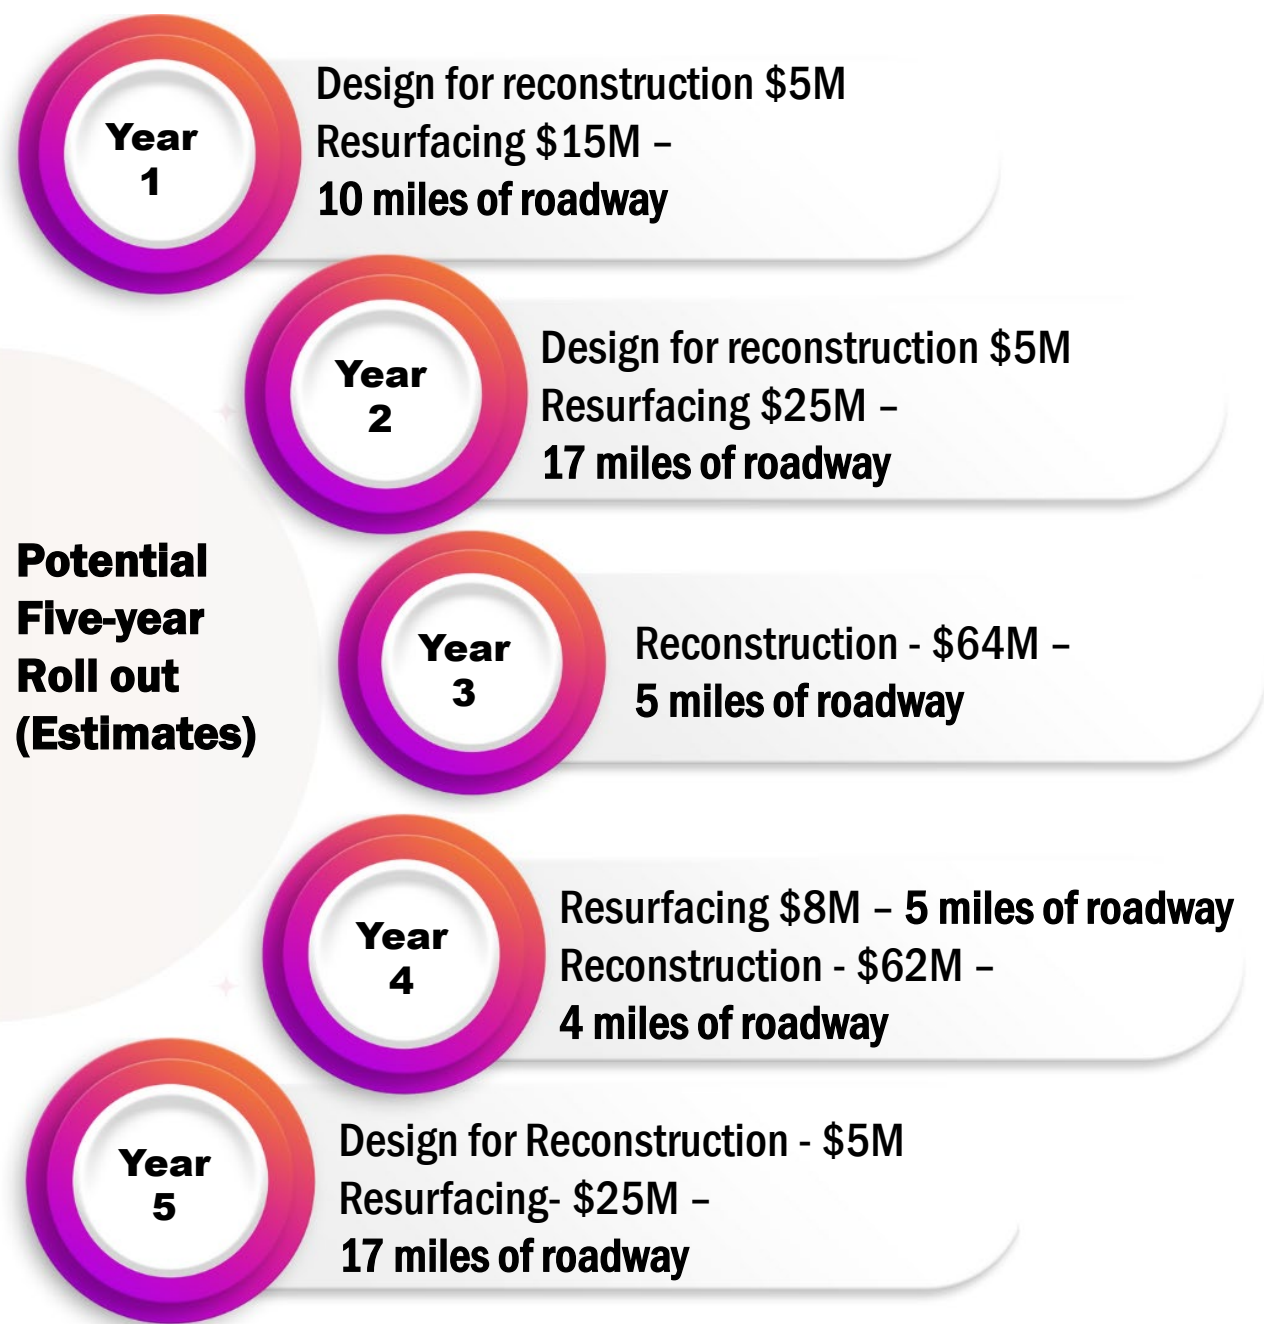 Year
1
Design for reconstruction $5M
Resurfacing $15M –
10 miles of roadway
Year
2
Design for reconstruction $5M
Resurfacing $25M –
17 miles of roadway
Potential
Five-year
Roll out
(Estimates)
Year
3
Reconstruction - $64M –
5 miles of roadway
Year
4
Resurfacing $8M – 5 miles of roadway
Reconstruction - $62M –
4 miles of roadway
Year
5
Design for Reconstruction - $5M
Resurfacing- $25M –
17 miles of roadway